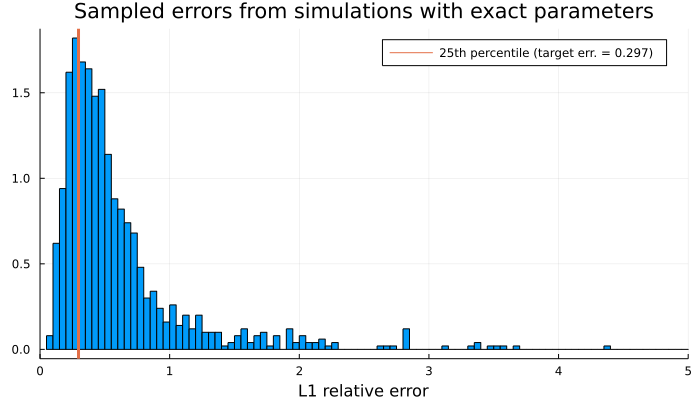 Sampled errors from simulations with exact parameters
25th percentile (target err. = 0.297)
1.5
1.0
0.5
0.0
0 1 2 3 4 5
L1 relative error